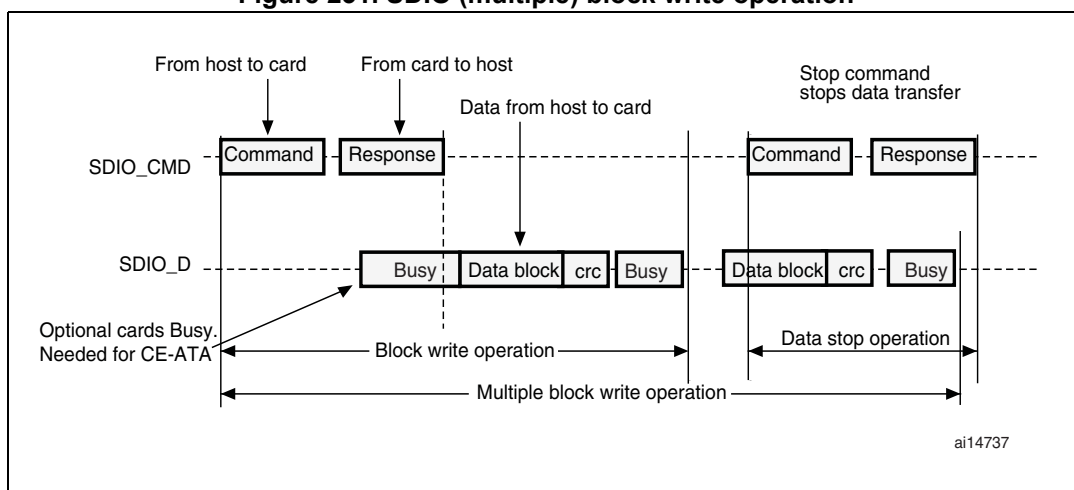 Figure SDIO (multiple) block write operation
From host to card
From card to host
Stop command
stops data transfer
Data from host to card
SDIO_CMD
Command
Response
Command
Response
SDIO_D
Busy
Data block
crc
Busy
Data block
crc
Busy
Optional cards Busy.
Needed for CE-ATA
Block write operation
Data stop operation
Multiple block write operation
ai14737